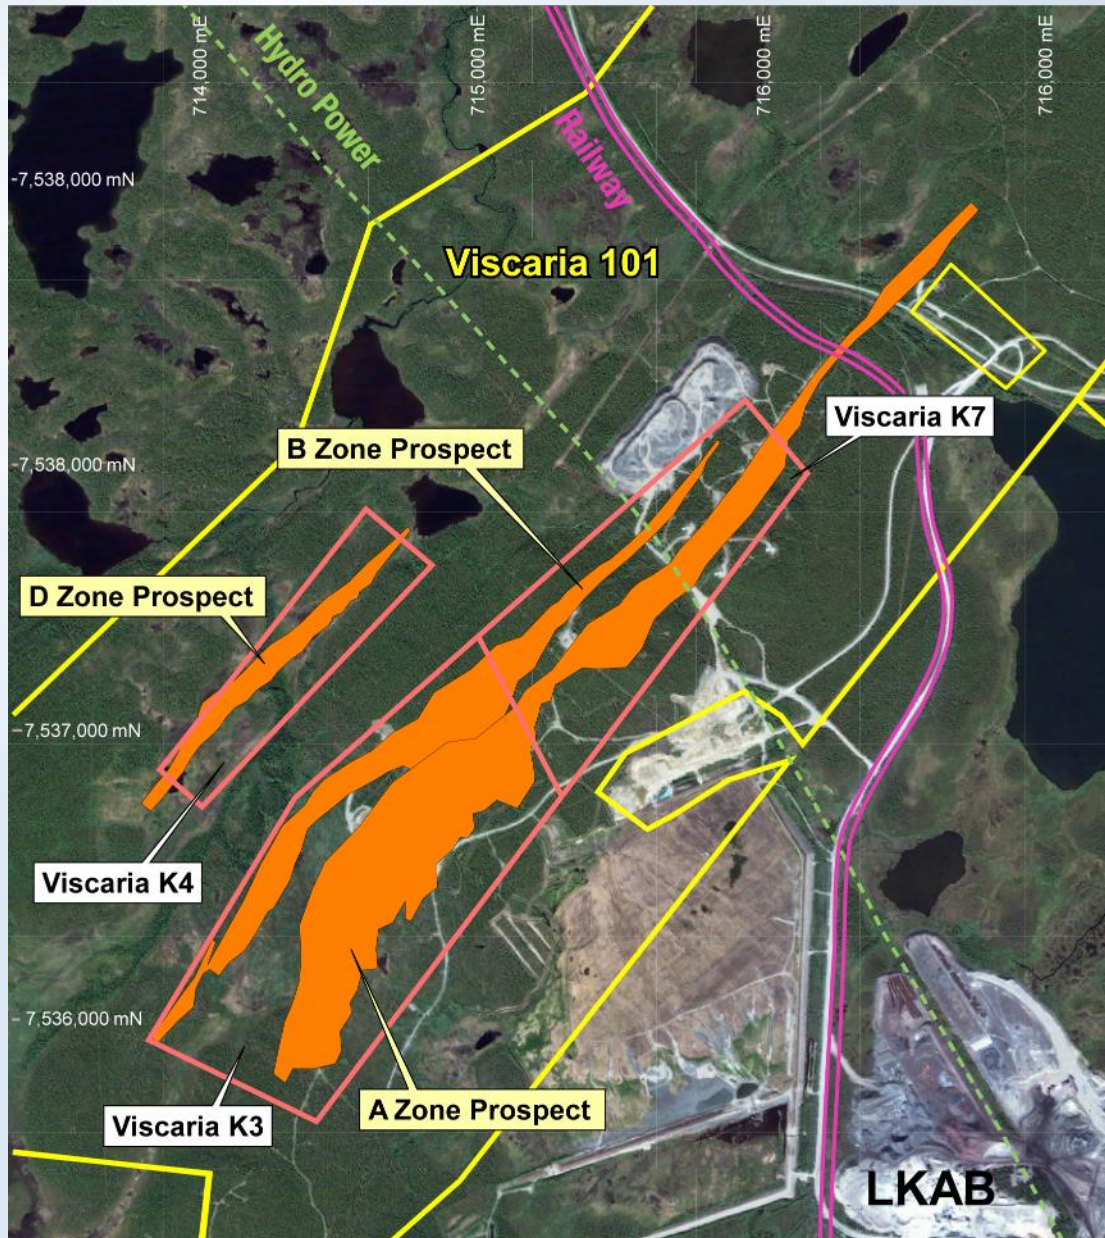 714,000 mE
715,000 mE
716,000 mE
716,000 mE
Hydro Power
Railway
-7,538,000 mN
Viscaria 101
Viscaria K7
B Zone Prospect
-7,538,000 mN
D Zone Prospect
-7,537,000 mN
Viscaria K4
- 7,536,000 mN
A Zone Prospect
Viscaria K3
LKAB